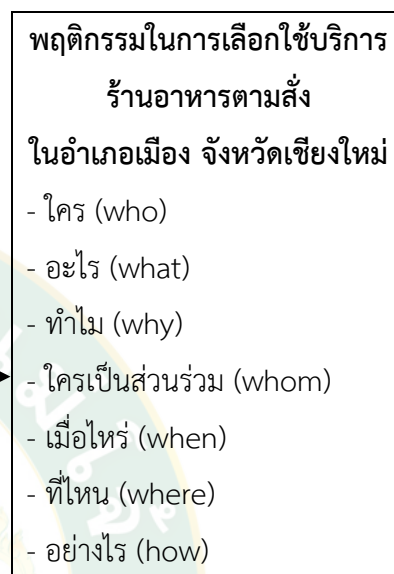 พฤติกรรมในการเลือกใช้บริการ
ร้านอาหารตามสั่ง
ในอำเภอเมือง จังหวัดเชียงใหม่
- ใคร (who)
- อะไร (what)
- ทำไม (why)
- ใครเป็นส่วนร่วม (whom)
- เมื่อไหร่ (when)
- ที่ไหน (where)
- อย่างไร (how)